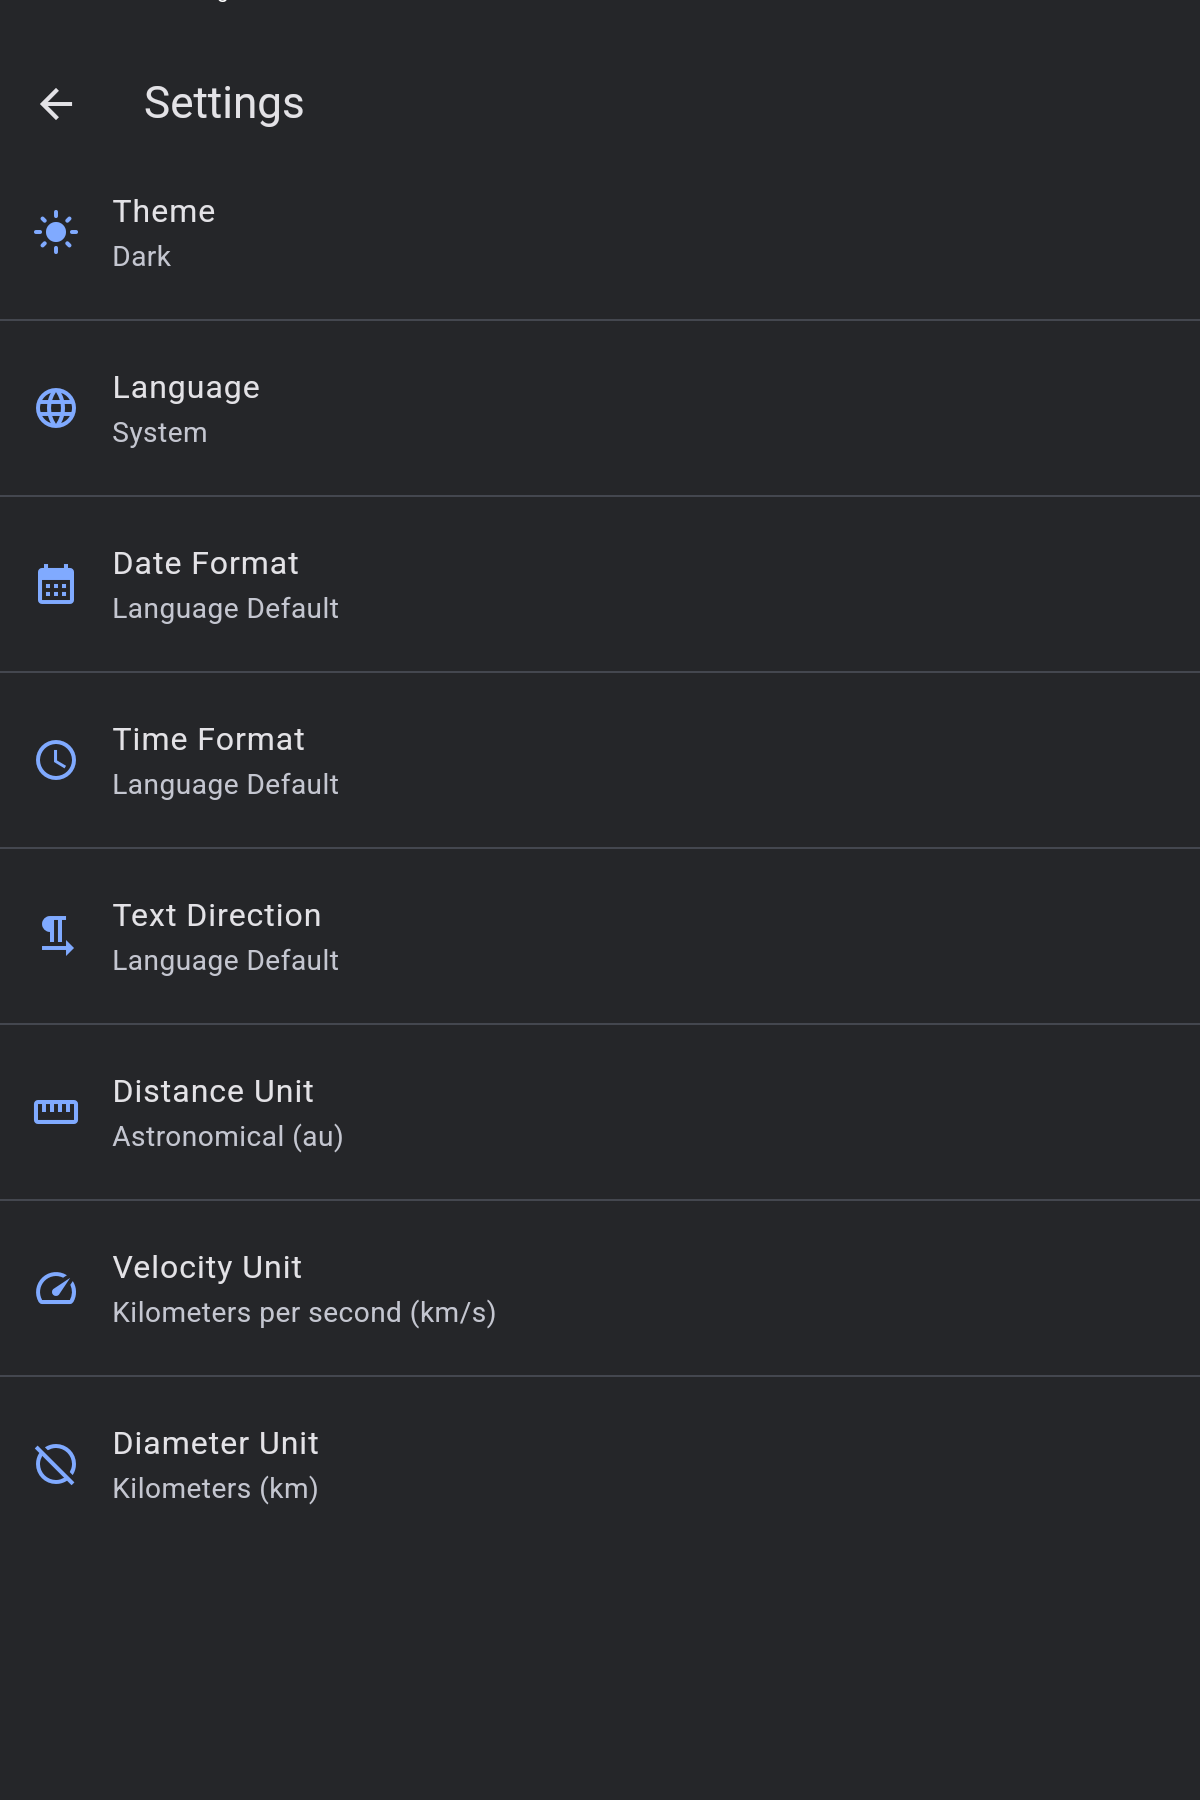 Settings
Theme
Dark
Language
System
Date Format
Language Default
Time Format
Language Default
Text Direction
Language Default
Distance Unit
Astronomical (au)
Velocity Unit
Kilometers per second (km/s)
Diameter Unit
Kilometers (km)